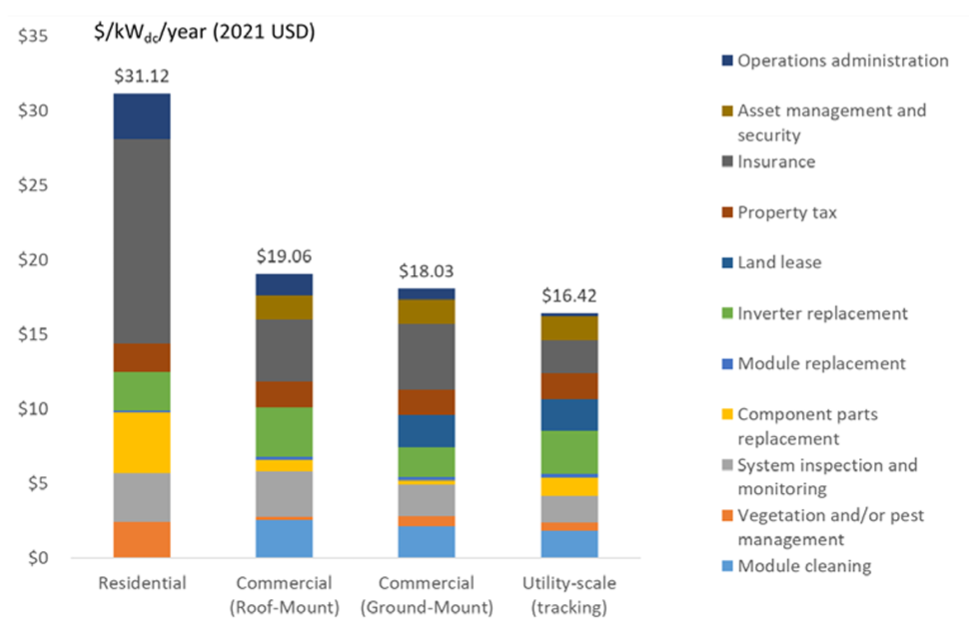 $/kWdc/year (2021 USD)
$35
$30
$25
$20
$15
$10
$5
$0
$31.12
$19.06
$18.03
$16.42
Residential
Commercial
(Roof-Mount)
Commercial
(Ground-Mount)
Utility-scale
(tracking)
Operations administration
Asset management and
security
Insurance
Property tax
Land lease
Inverter replacement
Module replacement
Component parts
replacement
System inspection and
monitoring
Vegetation and/or pest
management
Module cleaning